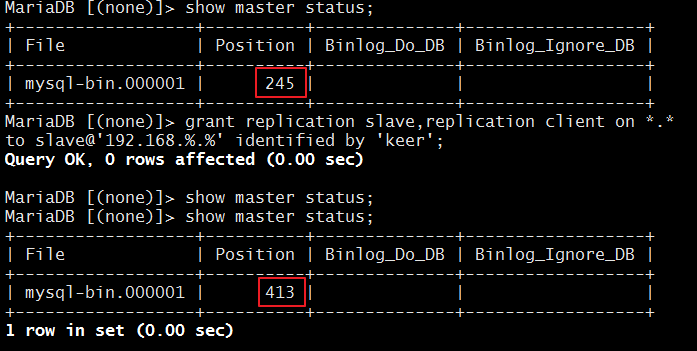 MariaDB [(none)]> show master status;
+------------------+----------+--------------+------------------+
| File             | Position | Binlog_Do_DB | Binlog_Ignore_DB |
+------------------+----------+--------------+------------------+
| mysql-bin.000001 |      245 |              |                  |
+------------------+----------+--------------+------------------+
MariaDB [(none)]> grant replication slave,replication client on *.*
to slave@'192.168.%.%' identified by 'keer';
Query OK, 0 rows affected (0.00 sec)
MariaDB [(none)]> show master status;
MariaDB [(none)]> show master status;
+------------------+----------+--------------+------------------+
| File             | Position | Binlog_Do_DB | Binlog_Ignore_DB |
+------------------+----------+--------------+------------------+
| mysql-bin.000001 |      413 |              |                  |
+------------------+----------+--------------+------------------+
1 row in set (0.00 sec)